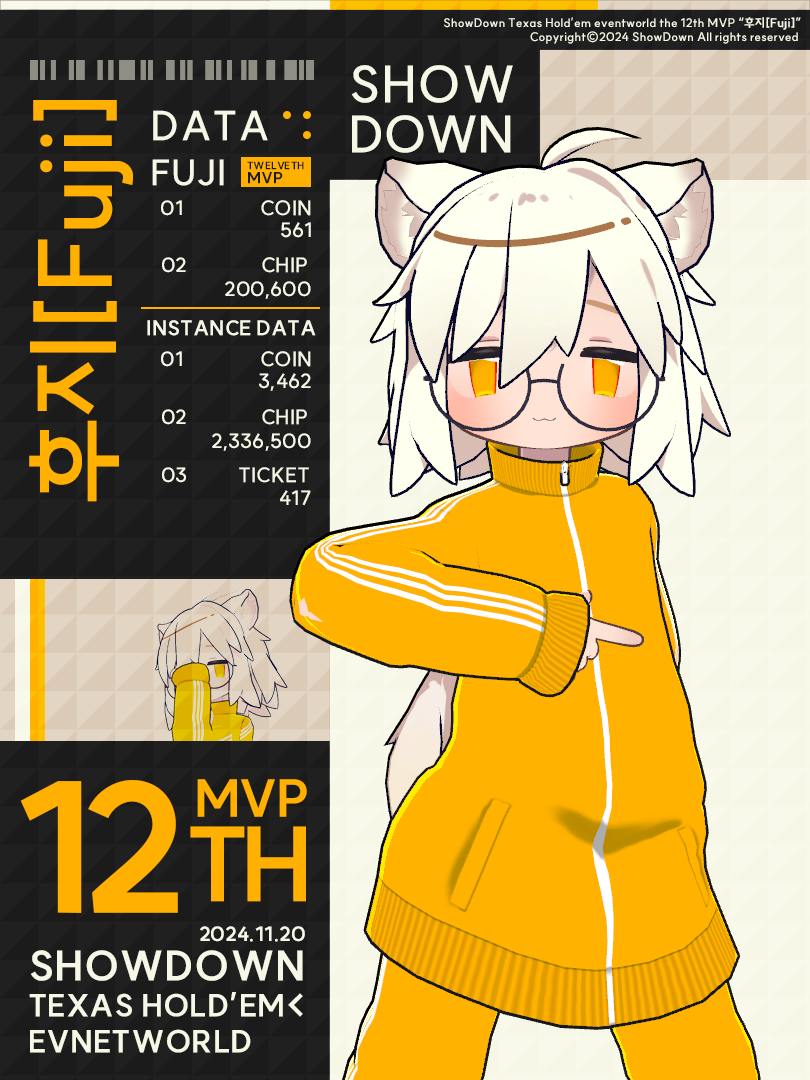 ShowDown Texas Hold'em eventworld the 12th MVP “후지[Fuji]”
Copyright©2024 ShowDown All rights reserved
SHOW
DOWN
후지[Fuji]
DATA
FUJI
TWELVETH
MVP
01 COIN
561
02 CHIP
200,600
INSTANCE DATA
01 COIN
3,462
02 CHIP
2,336,500
03 TICKET
417
12TH MVP
2024.11.20
SHOWDOWN
TEXAS HOLD'EM<
EVNETWORLD